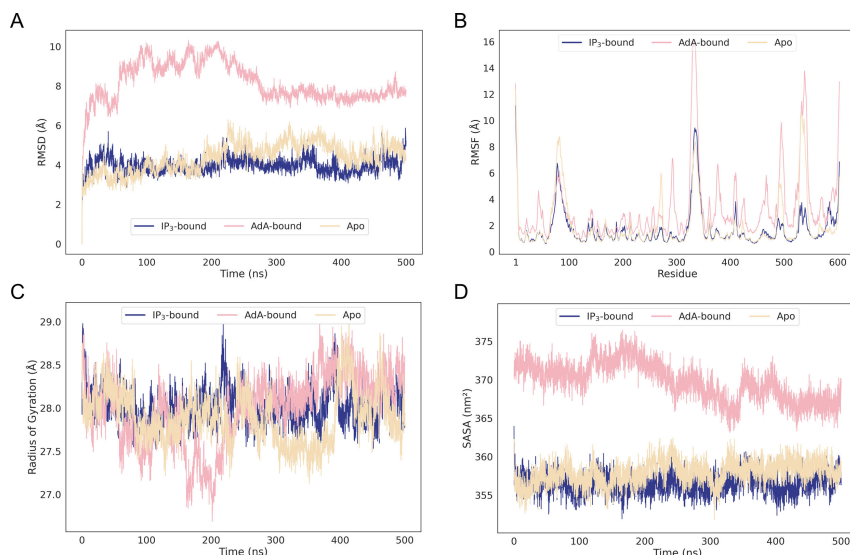 A
IP₃-bound AdA-bound Apo
RMSD (Å)
10
8
6
4
2
0
0 100 200 300 400 500
Time (ns)
B
IP₃-bound AdA-bound Apo
RMSF (Å)
16
14
12
10
8
6
4
2
0
1 100 200 300 400 500 600
Residue
C
IP₃-bound AdA-bound Apo
Radius of Gyration (Å)
29.0
28.5
28.0
27.5
27.0
0 100 200 300 400 500
Time (ns)
D
IP₃-bound AdA-bound Apo
SASA (nm²)
375
370
365
360
355
0 100 200 300 400 500
Time (ns)